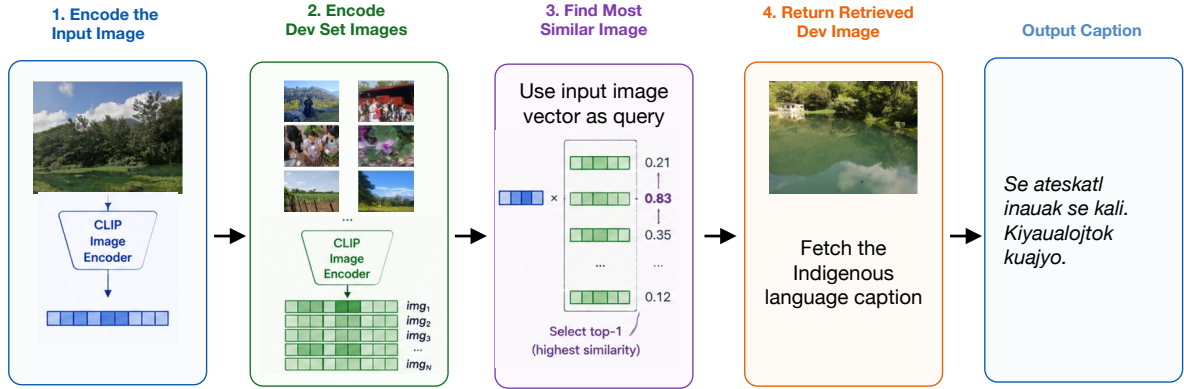 1. Encode the
Input Image
CLIP
Image
Encoder
2. Encode
Dev Set Images
...
CLIP
Image
Encoder
img1
img2
img3
...
imgN
3. Find Most
Similar Image
Use input image
vector as query
×
0.21
0.83
0.35
... ...
0.12
Select top-1
(highest similarity)
4. Return Retrieved
Dev Image
Fetch the
Indigenous
language caption
Output Caption
Se ateskatl
inauak se kali.
Kiyaualojtok
kuajyo.